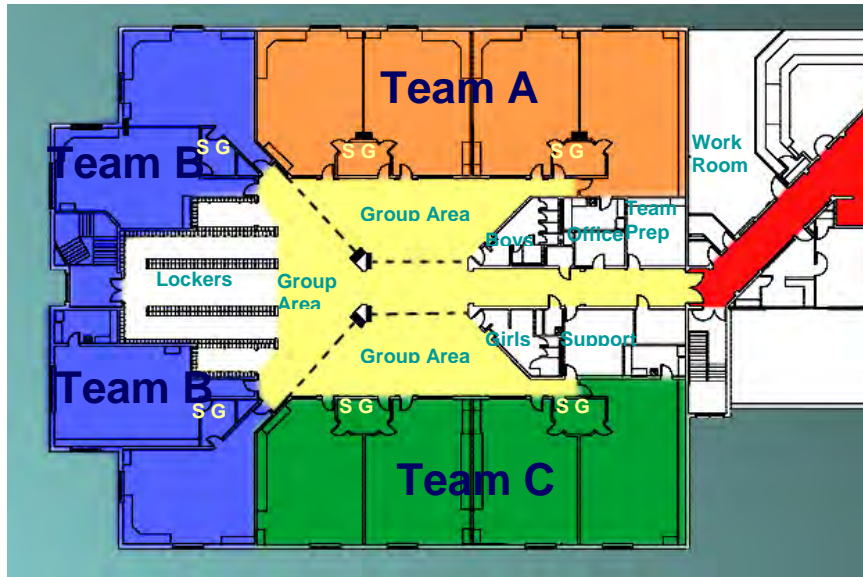 Team A
S G
S G
S G
Team B
Work
Room
Group Area
Boys
Office
Team
Prep
Lockers
Group
Area
Group Area
Girls
Support
Team B
S G
S G
S G
Team C